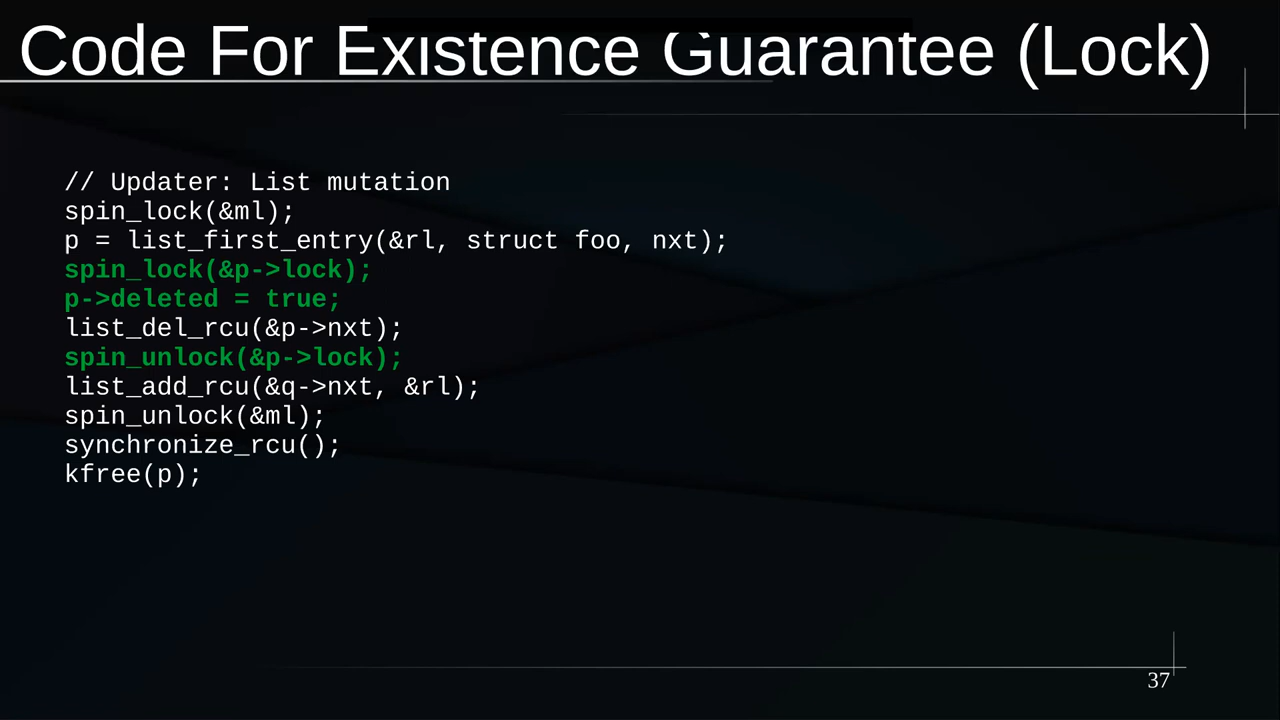 Code For Existence Guarantee (Lock)
// Updater: List mutation
spin_lock(&ml);
p = list_first_entry(&rl, struct foo, nxt);
spin_lock(&p->lock);
p->deleted = true;
list_del_rcu(&p->nxt);
spin_unlock(&p->lock);
list_add_rcu(&q->nxt, &rl);
spin_unlock(&ml);
synchronize_rcu();
kfree(p);
37